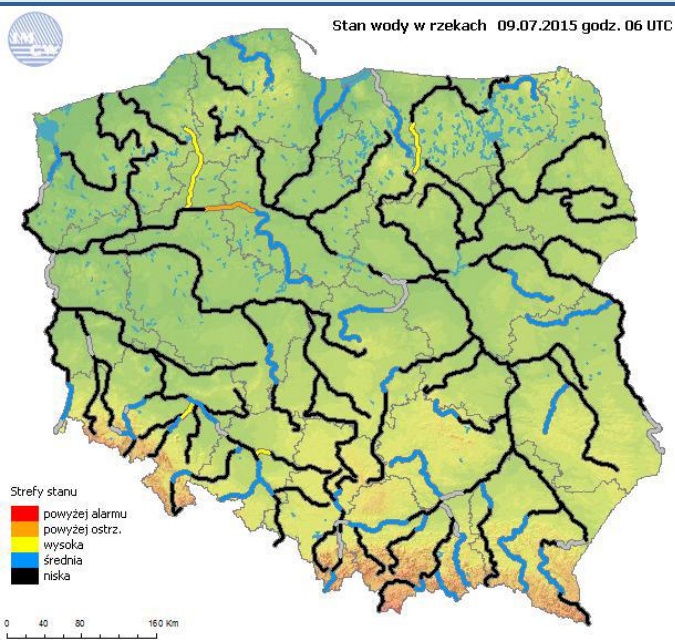 Stan wody w rzekach 09.07.2015 godz. 06 UTC
IMGW
Strefy stanu
powyżej alarmu
powyżej ostrz.
wysoka
średnia
niska
0 40 80 160 Km